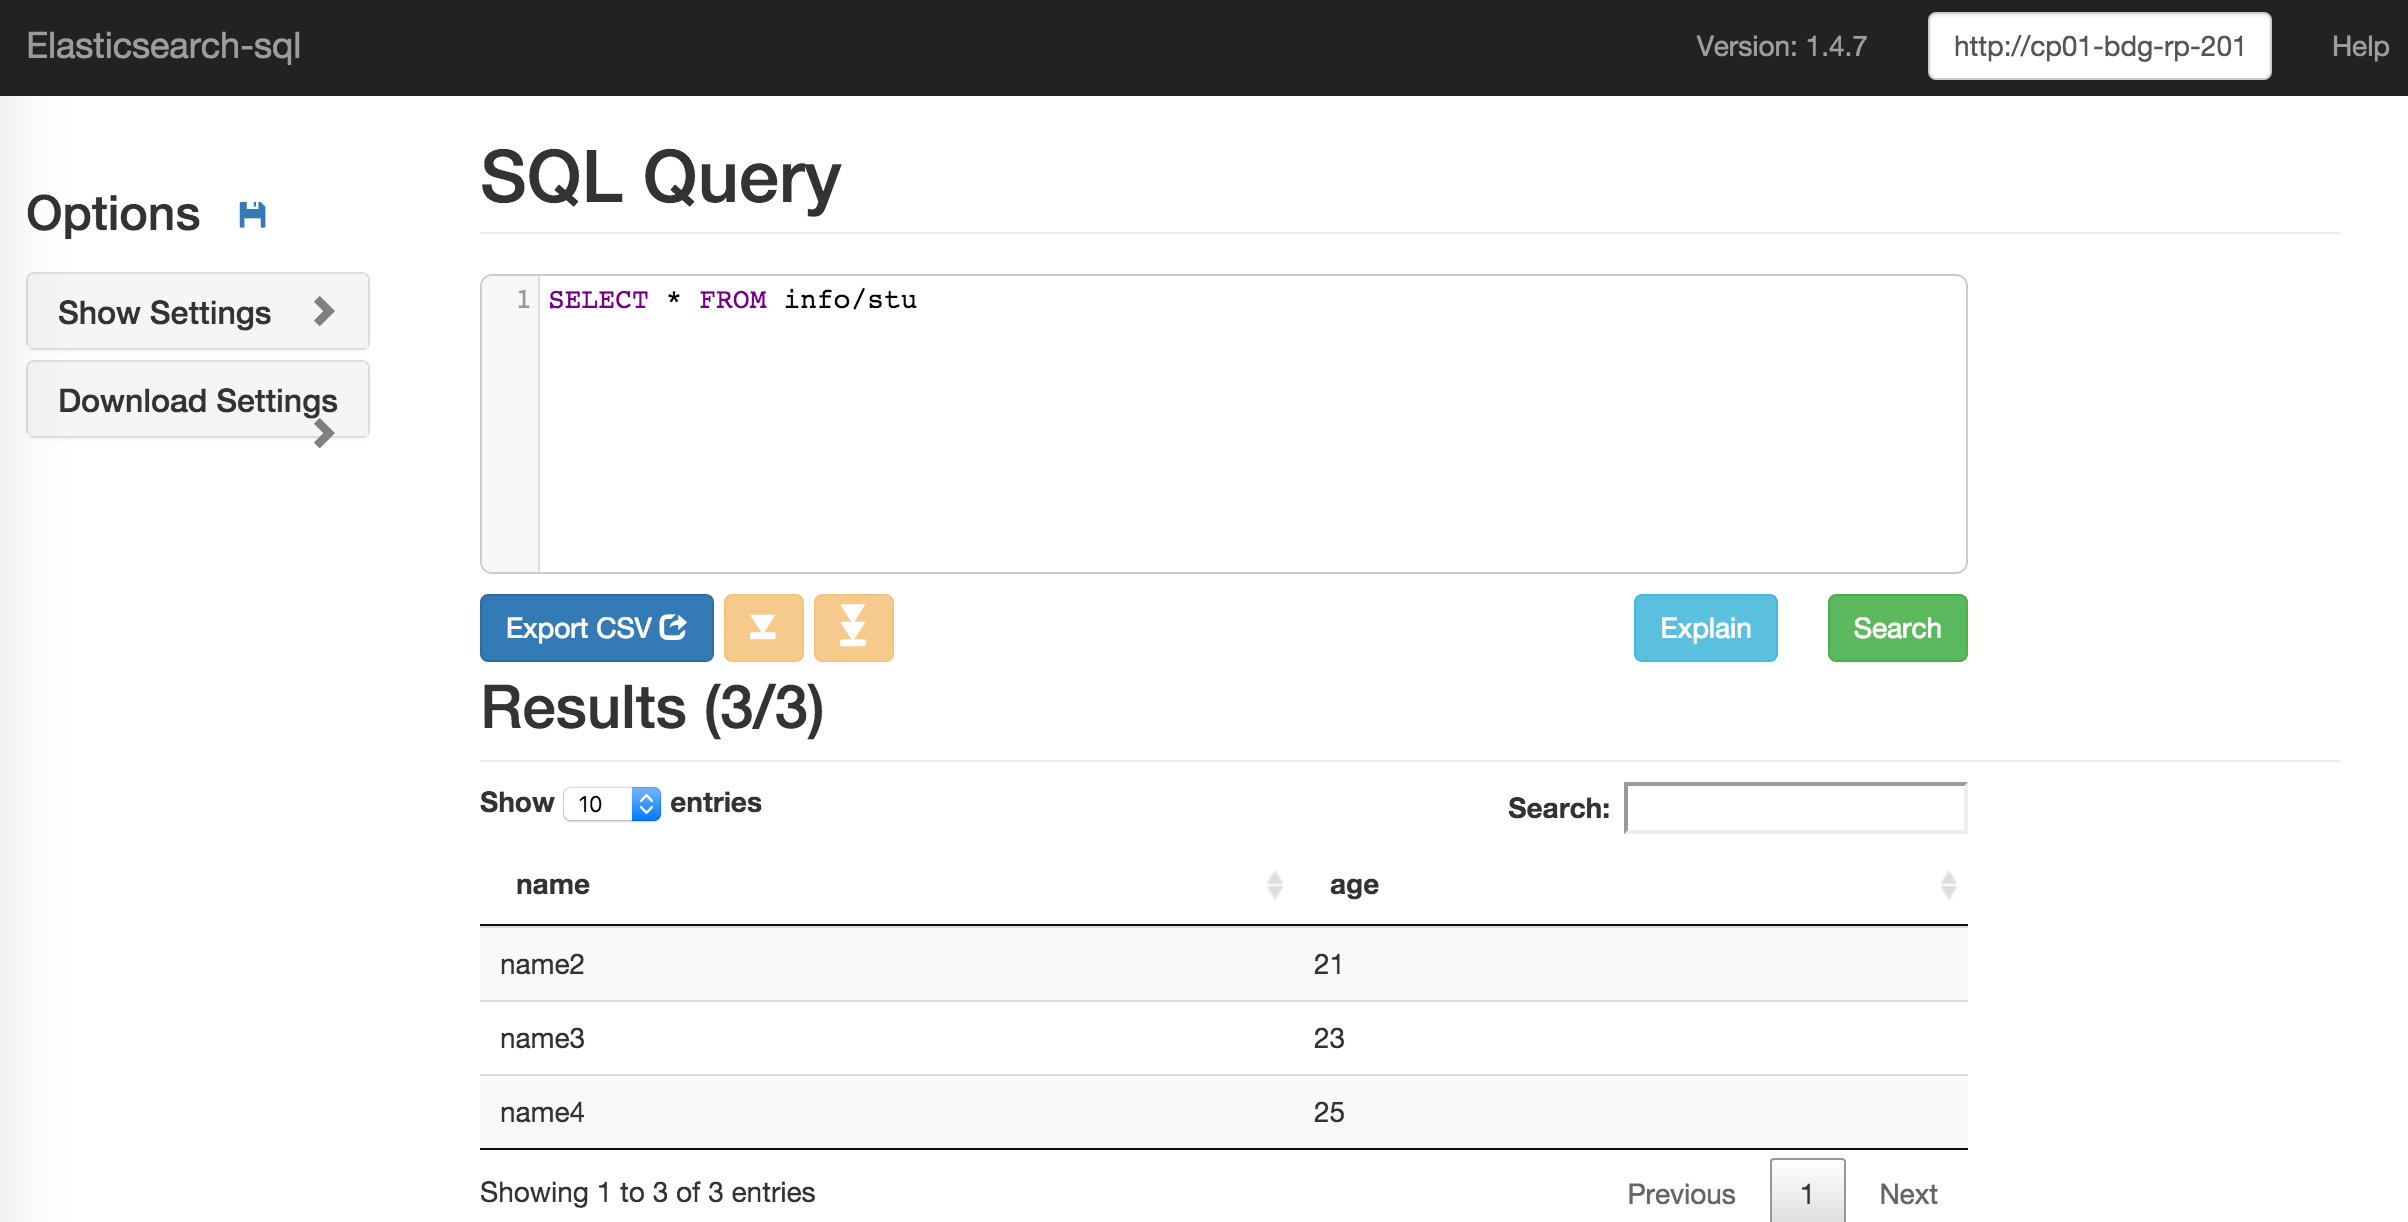 Elasticsearch-sql
Version: 1.4.7
http://cp01-bdg-rp-201
Help
Options
Show Settings
Download Settings
SQL Query
1 SELECT * FROM info/stu
Export CSV
Explain
Search
Results (3/3)
Show 10 entries
Search:
name age
name2 21
name3 23
name4 25
Showing 1 to 3 of 3 entries
Previous 1 Next